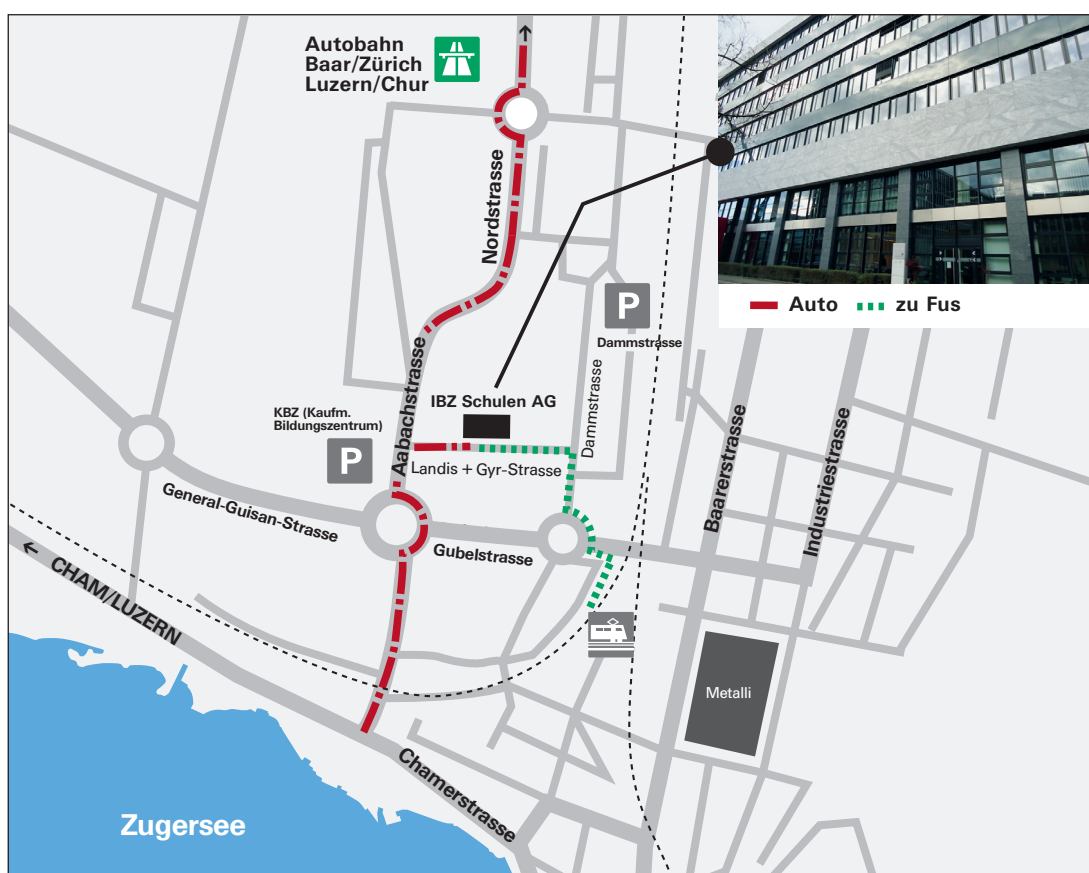 Autobahn
Baar/Zürich
Luzern/Chur
Nordstrasse
Auto
zu Fus
P
Dammstrasse
Dammstrasse
Aabachstrasse
IBZ Schulen AG
KBZ (Kaufm.
Bildungszentrum)
P
Landis + Gyr-Strasse
Baarerstrasse
Industriestrasse
General-Guisan-Strasse
Gubelstrasse
← CHAM/LUZERN
Metalli
Chamerstrasse
Zugersee